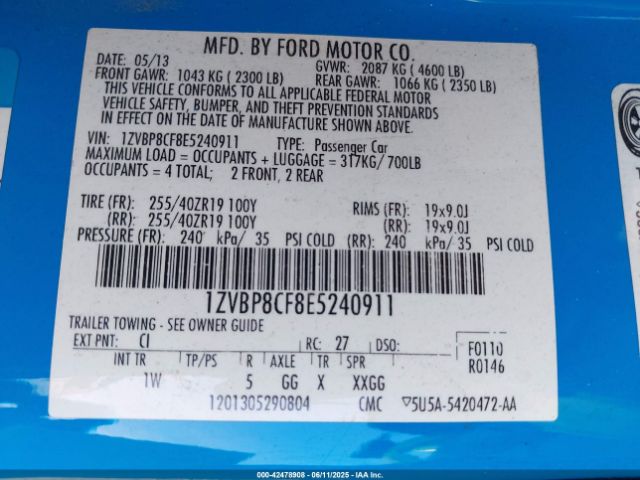 MFD. BY FORD MOTOR CO.
DATE: 05/13 GVWR: 2087 KG ( 4600 LB)
FRONT GAWR: 1043 KG ( 2300 LB) REAR GAWR: 1066 KG ( 2350 LB)
THIS VEHICLE CONFORMS TO ALL APPLICABLE FEDERAL MOTOR
VEHICLE SAFETY, BUMPER, AND THEFT PREVENTION STANDARDS
IN EFFECT ON THE DATE OF MANUFACTURE SHOWN ABOVE.
VIN: 1ZVBP8CF8E5240911 TYPE: Passenger Car
MAXIMUM LOAD = OCCUPANTS + LUGGAGE = 317KG/700LB
OCCUPANTS = 4 TOTAL; 2 FRONT, 2 REAR
TIRE (FR): 255/40ZR19 100Y RIMS (FR): 19x9.0J
(RR): 255/40ZR19 100Y (RR): 19x9.0J
PRESSURE (FR): 240 kPa/ 35 PSI COLD (RR): 240 kPa/ 35 PSI COLD
1ZVBP8CF8E5240911
TRAILER TOWING - SEE OWNER GUIDE
EXT PNT: CI RC: 27 DSO: F0110
INT TR TP/PS R AXLE TR SPR R0146
1W 5 GG X XXGG
1201305290804 CMC ▽5U5A-5420472-AA
000-42478908 - 06/11/2025 - IAA Holdings, LLC